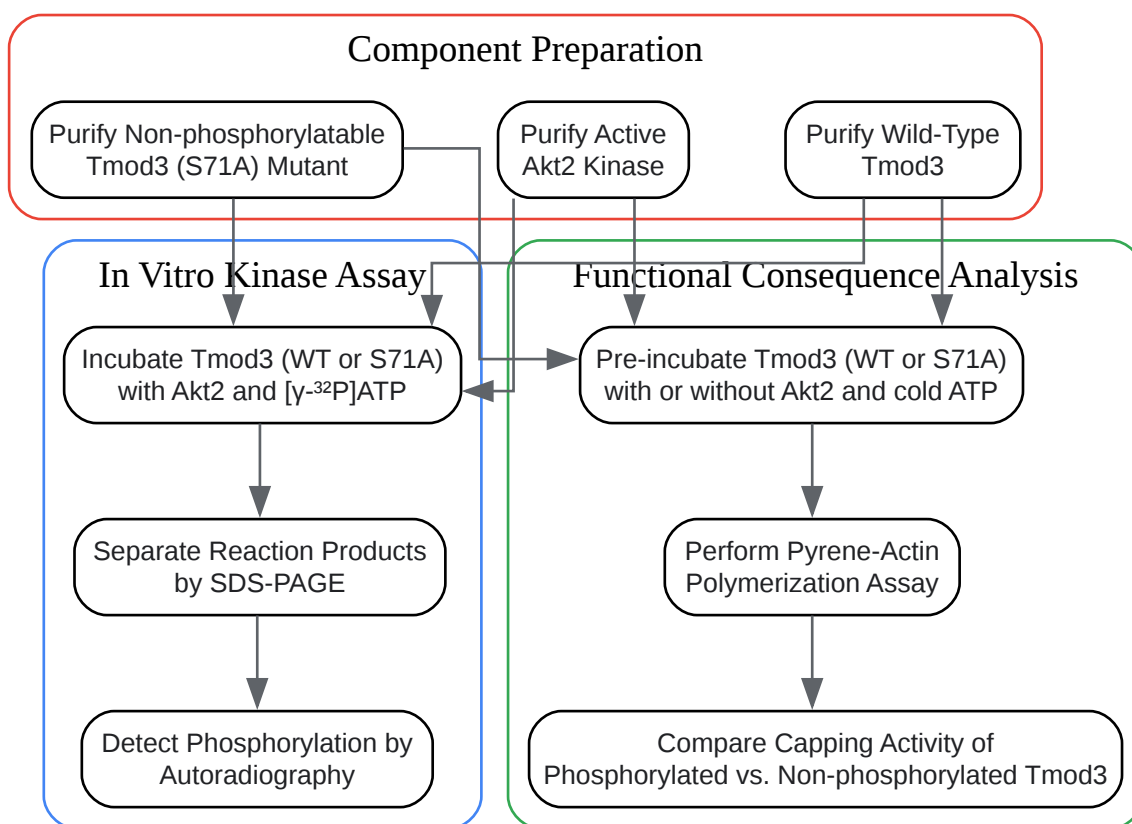 Component Preparation
Purify Non-phosphorylatable
Tmod3 (S71A) Mutant
Purify Active
Akt2 Kinase
Purify Wild-Type
Tmod3
In Vitro Kinase Assay
Functional Consequence Analysis
Incubate Tmod3 (WT or S71A)
with Akt2 and [γ-³²P]ATP
Pre-incubate Tmod3 (WT or S71A)
with or without Akt2 and cold ATP
Separate Reaction Products
by SDS-PAGE
Perform Pyrene-Actin
Polymerization Assay
Detect Phosphorylation by
Autoradiography
Compare Capping Activity of
Phosphorylated vs. Non-phosphorylated Tmod3